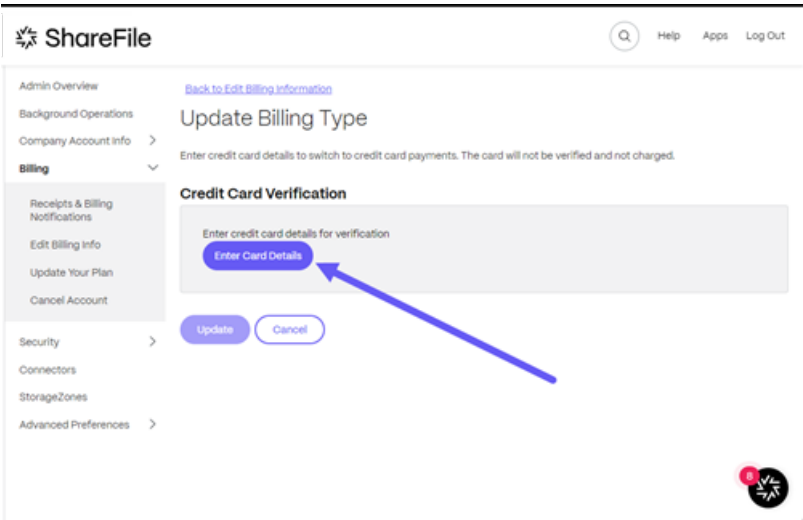 ShareFile
Help Apps Log Out
Admin Overview
Background Operations
Company Account Info
Billing
Receipts & Billing
Notifications
Edit Billing Info
Update Your Plan
Cancel Account
Security
Connectors
StorageZones
Advanced Preferences
Back to Edit Billing Information
Update Billing Type
Enter credit card details to switch to credit card payments. The card will not be verified and not charged.
Credit Card Verification
Enter credit card details for verification
Enter Card Details
Update Cancel
8